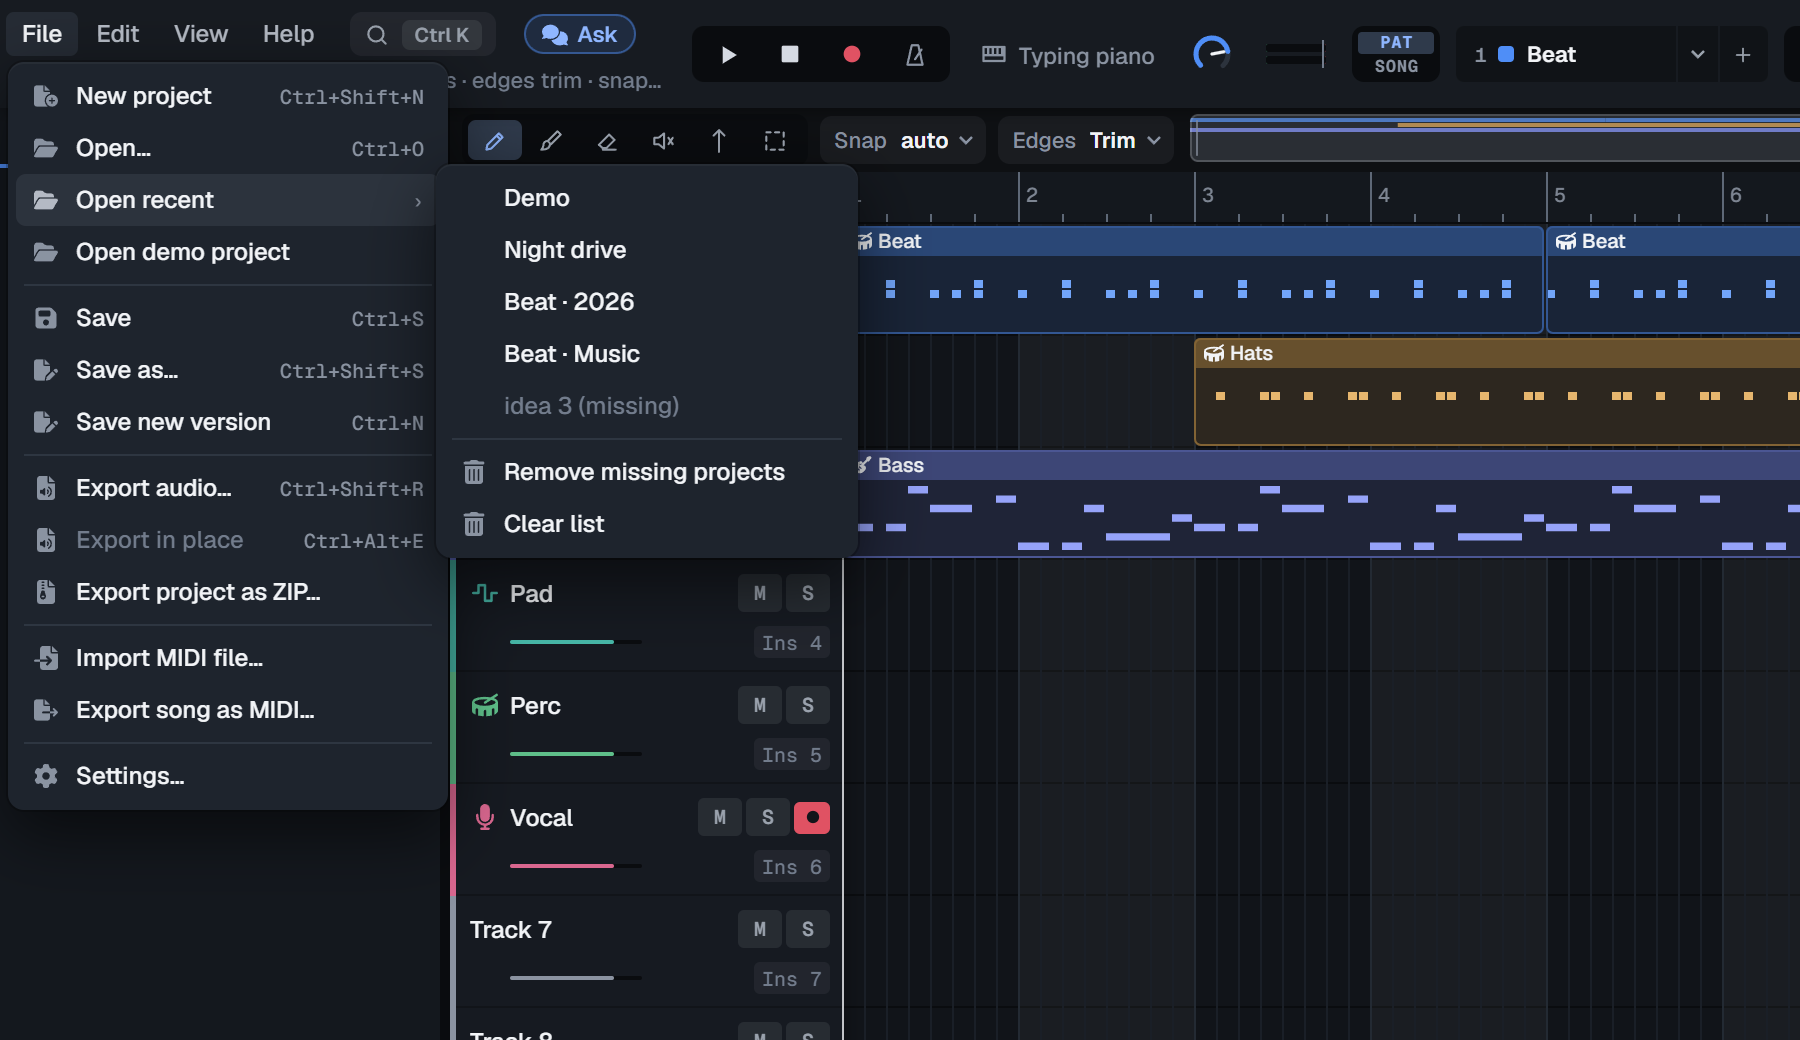 File Edit View Help Ctrl K Ask
s · edges trim · snap...
Typing piano
PAT
SONG
1 Beat
New project Ctrl+Shift+N
Open... Ctrl+O
Open recent
Open demo project
Save Ctrl+S
Save as... Ctrl+Shift+S
Save new version Ctrl+N
Export audio... Ctrl+Shift+R
Export in place Ctrl+Alt+E
Export project as ZIP...
Import MIDI file...
Export song as MIDI...
Settings...
Snap auto Edges Trim
Demo
Night drive
Beat · 2026
Beat · Music
idea 3 (missing)
Remove missing projects
Clear list
2 3 4 5 6
Beat Beat
Hats
Bass
Pad M S
Ins 4
Perc M S
Ins 5
Vocal M S
Ins 6
Track 7 M S
Ins 7
Track 8 M S